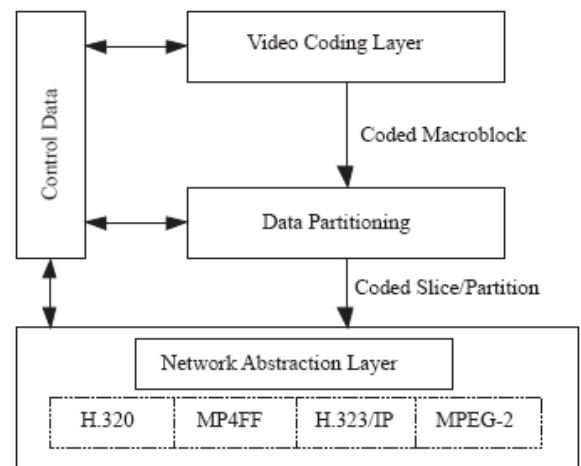 Video Coding Layer
Control Data
Coded Macroblock
Data Partitioning
Coded Slice/Partition
Network Abstraction Layer
H.320 MP4FF H.323/IP MPEG-2